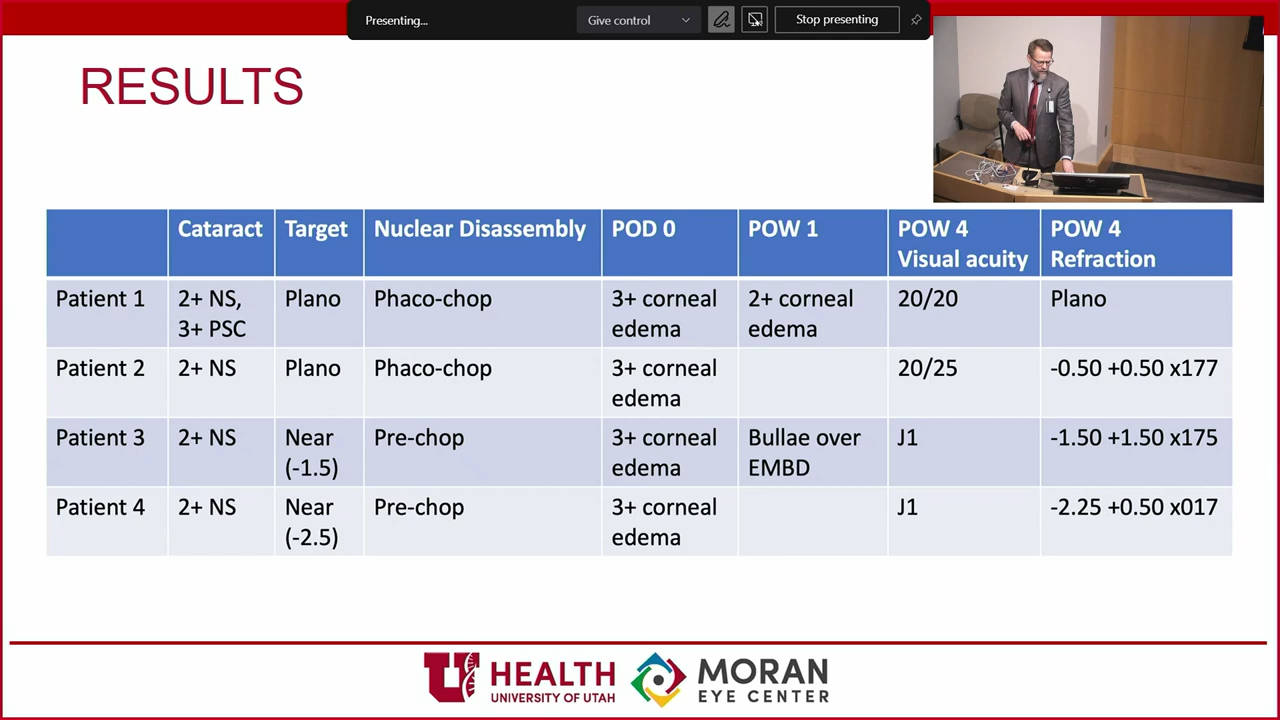 Presenting...
Give control
Stop presenting
RESULTS
Cataract Target Nuclear Disassembly POD 0 POW 1 POW 4 Visual acuity POW 4 Refraction
Patient 1 2+ NS, 3+ PSC Plano Phaco-chop 3+ corneal edema 2+ corneal edema 20/20 Plano
Patient 2 2+ NS Plano Phaco-chop 3+ corneal edema 20/25 -0.50 +0.50 x177
Patient 3 2+ NS Near (-1.5) Pre-chop 3+ corneal edema Bullae over EMBD J1 -1.50 +1.50 x175
Patient 4 2+ NS Near (-2.5) Pre-chop 3+ corneal edema J1 -2.25 +0.50 x017
U HEALTH
UNIVERSITY OF UTAH
MORAN
EYE CENTER